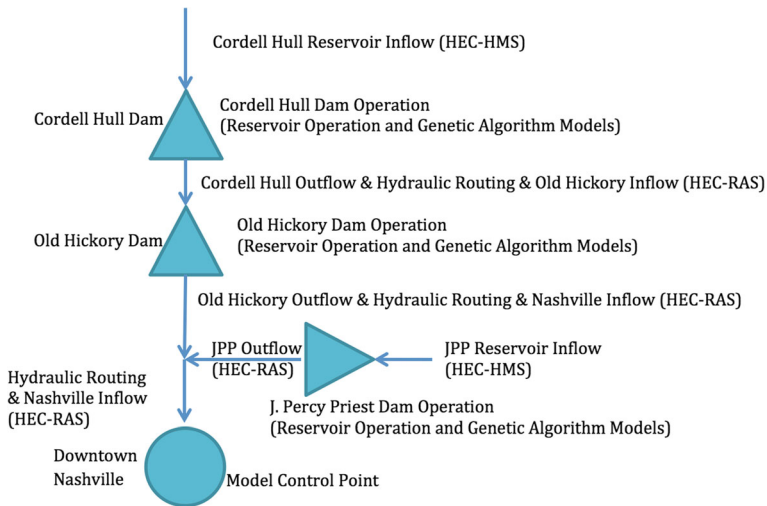 Cordell Hull Reservoir Inflow (HEC-HMS)
Cordell Hull Dam
Cordell Hull Dam Operation
(Reservoir Operation and Genetic Algorithm Models)
Cordell Hull Outflow & Hydraulic Routing & Old Hickory Inflow (HEC-RAS)
Old Hickory Dam
Old Hickory Dam Operation
(Reservoir Operation and Genetic Algorithm Models)
Old Hickory Outflow & Hydraulic Routing & Nashville Inflow (HEC-RAS)
JPP Outflow
(HEC-RAS)
JPP Reservoir Inflow
(HEC-HMS)
Hydraulic Routing
& Nashville Inflow
(HEC-RAS)
J. Percy Priest Dam Operation
(Reservoir Operation and Genetic Algorithm Models)
Downtown
Nashville
Model Control Point